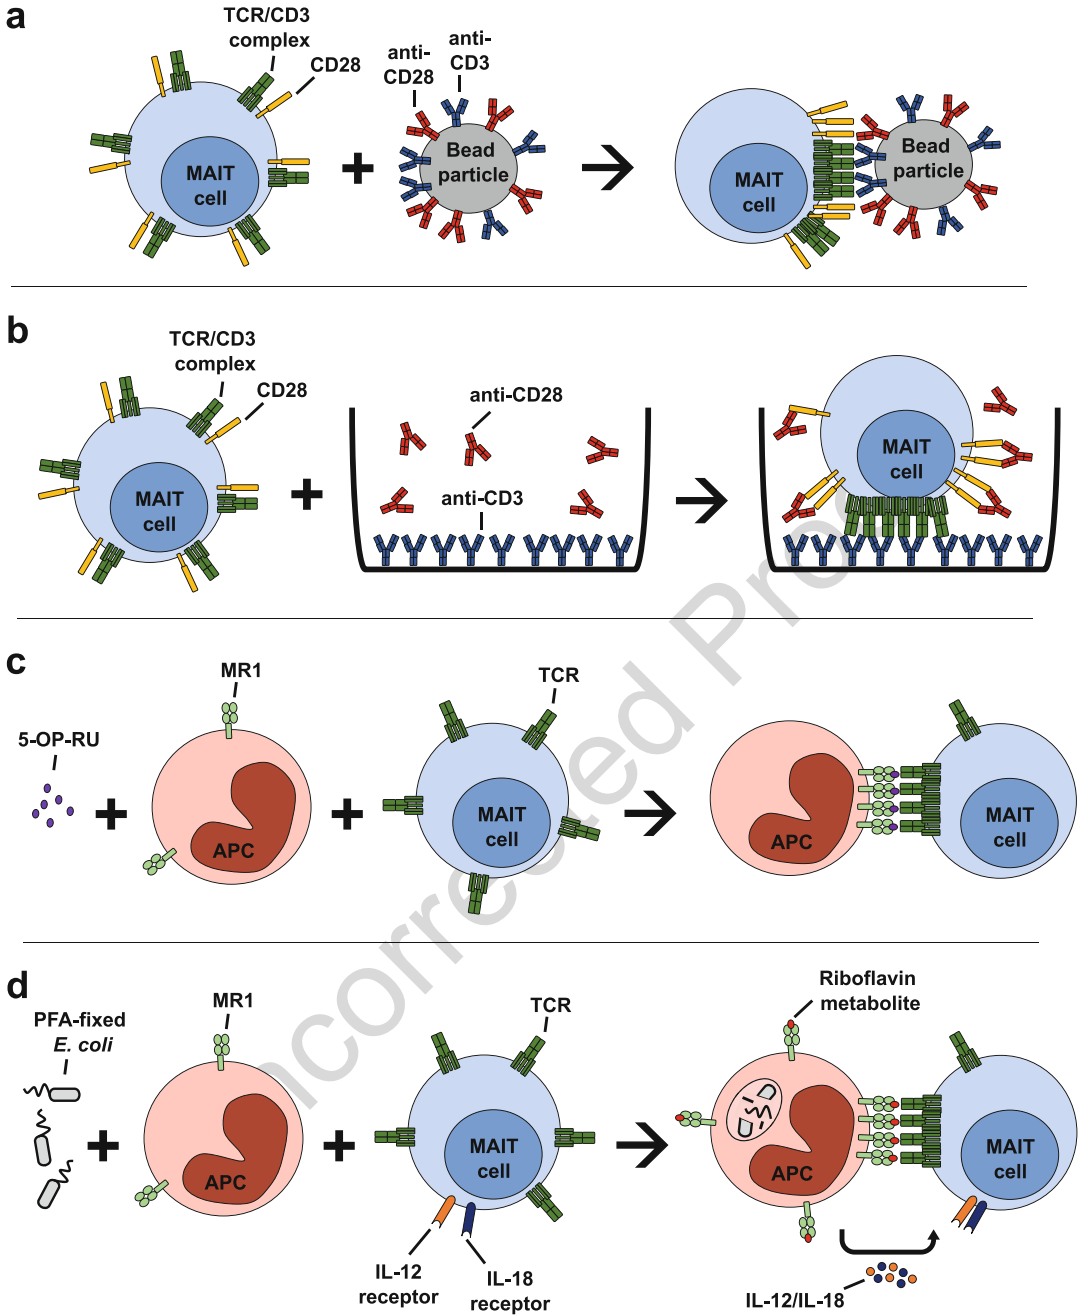 a
TCR/CD3
complex
CD28
anti-
CD28
anti-
CD3
MAIT
cell
Bead
particle
MAIT
cell
Bead
particle
b
TCR/CD3
complex
CD28
MAIT
cell
anti-CD28
anti-CD3
MAIT
cell
c
5-OP-RU
MR1
APC
TCR
MAIT
cell
APC
MAIT
cell
d
PFA-fixed
E. coli
MR1
APC
TCR
MAIT
cell
IL-12
receptor
IL-18
receptor
Riboflavin
metabolite
APC
MAIT
cell
IL-12/IL-18